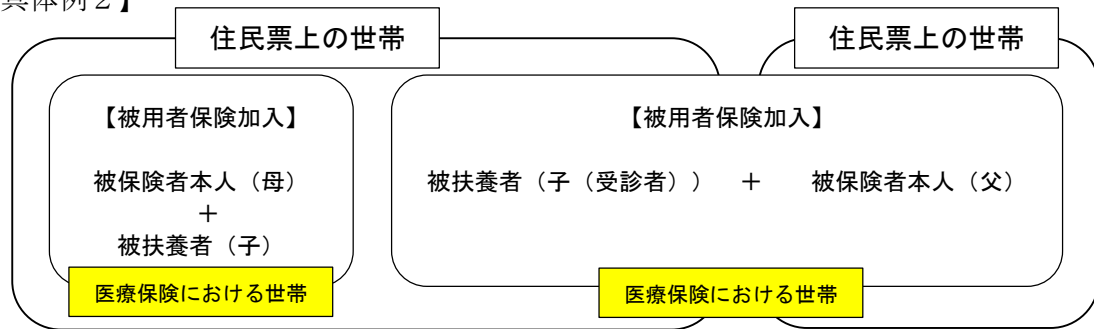 具体例２】
住民票上の世帯
住民票上の世帯
【被用者保険加入】
被保険者本人（母）
＋
被扶養者（子）
医療保険における世帯
【被用者保険加入】
被扶養者（子（受診者））　＋　被保険者本人（父）
医療保険における世帯